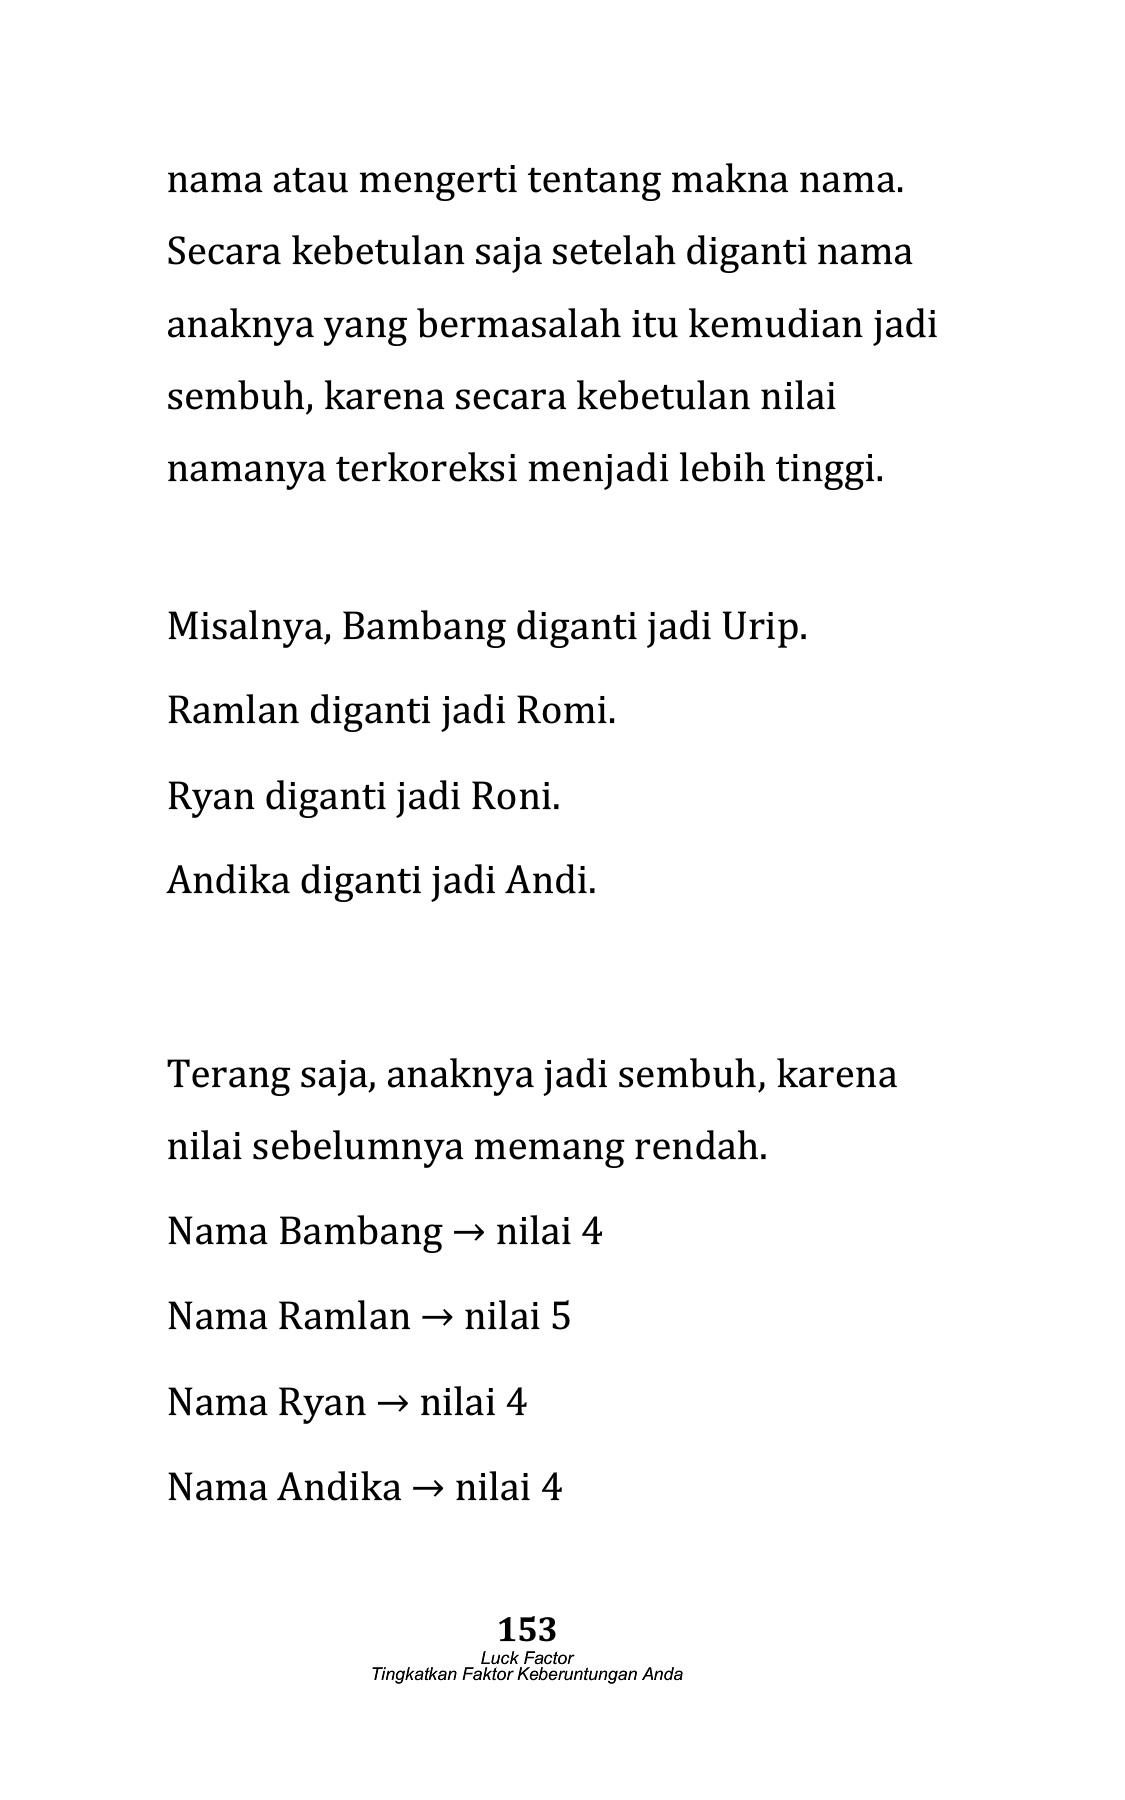 nama atau mengerti tentang makna nama.
Secara kebetulan saja setelah diganti nama
anaknya yang bermasalah itu kemudian jadi
sembuh, karena secara kebetulan nilai
namanya terkoreksi menjadi lebih tinggi.
Misalnya, Bambang diganti jadi Urip.
Ramlan diganti jadi Romi.
Ryan diganti jadi Roni.
Andika diganti jadi Andi.
Terang saja, anaknya jadi sembuh, karena
nilai sebelumnya memang rendah.
Nama Bambang → nilai 4
Nama Ramlan → nilai 5
Nama Ryan → nilai 4
Nama Andika → nilai 4
153
Luck Factor
Tingkatkan Faktor Keberuntungan Anda